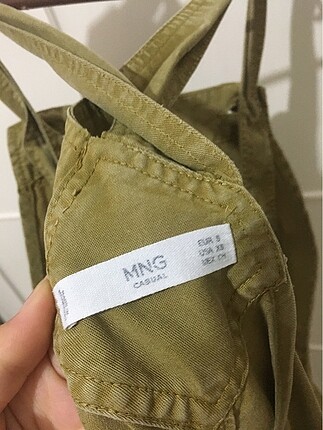 MNG
CASUAL
EUR S
USA XS
MEX CH